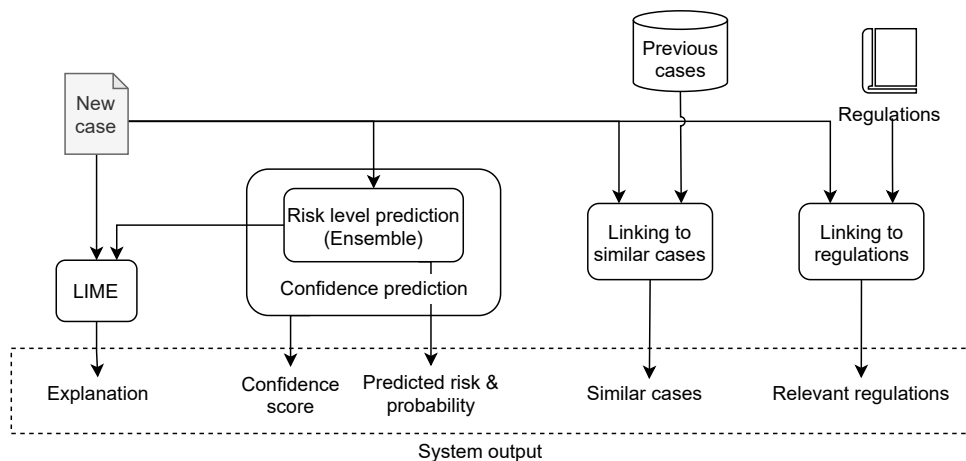 Previous
cases
New
case
Regulations
Risk level prediction
(Ensemble)
Linking to
similar cases
Linking to
regulations
LIME
Confidence prediction
Explanation
Confidence
score
Predicted risk &
probability
Similar cases
Relevant regulations
System output